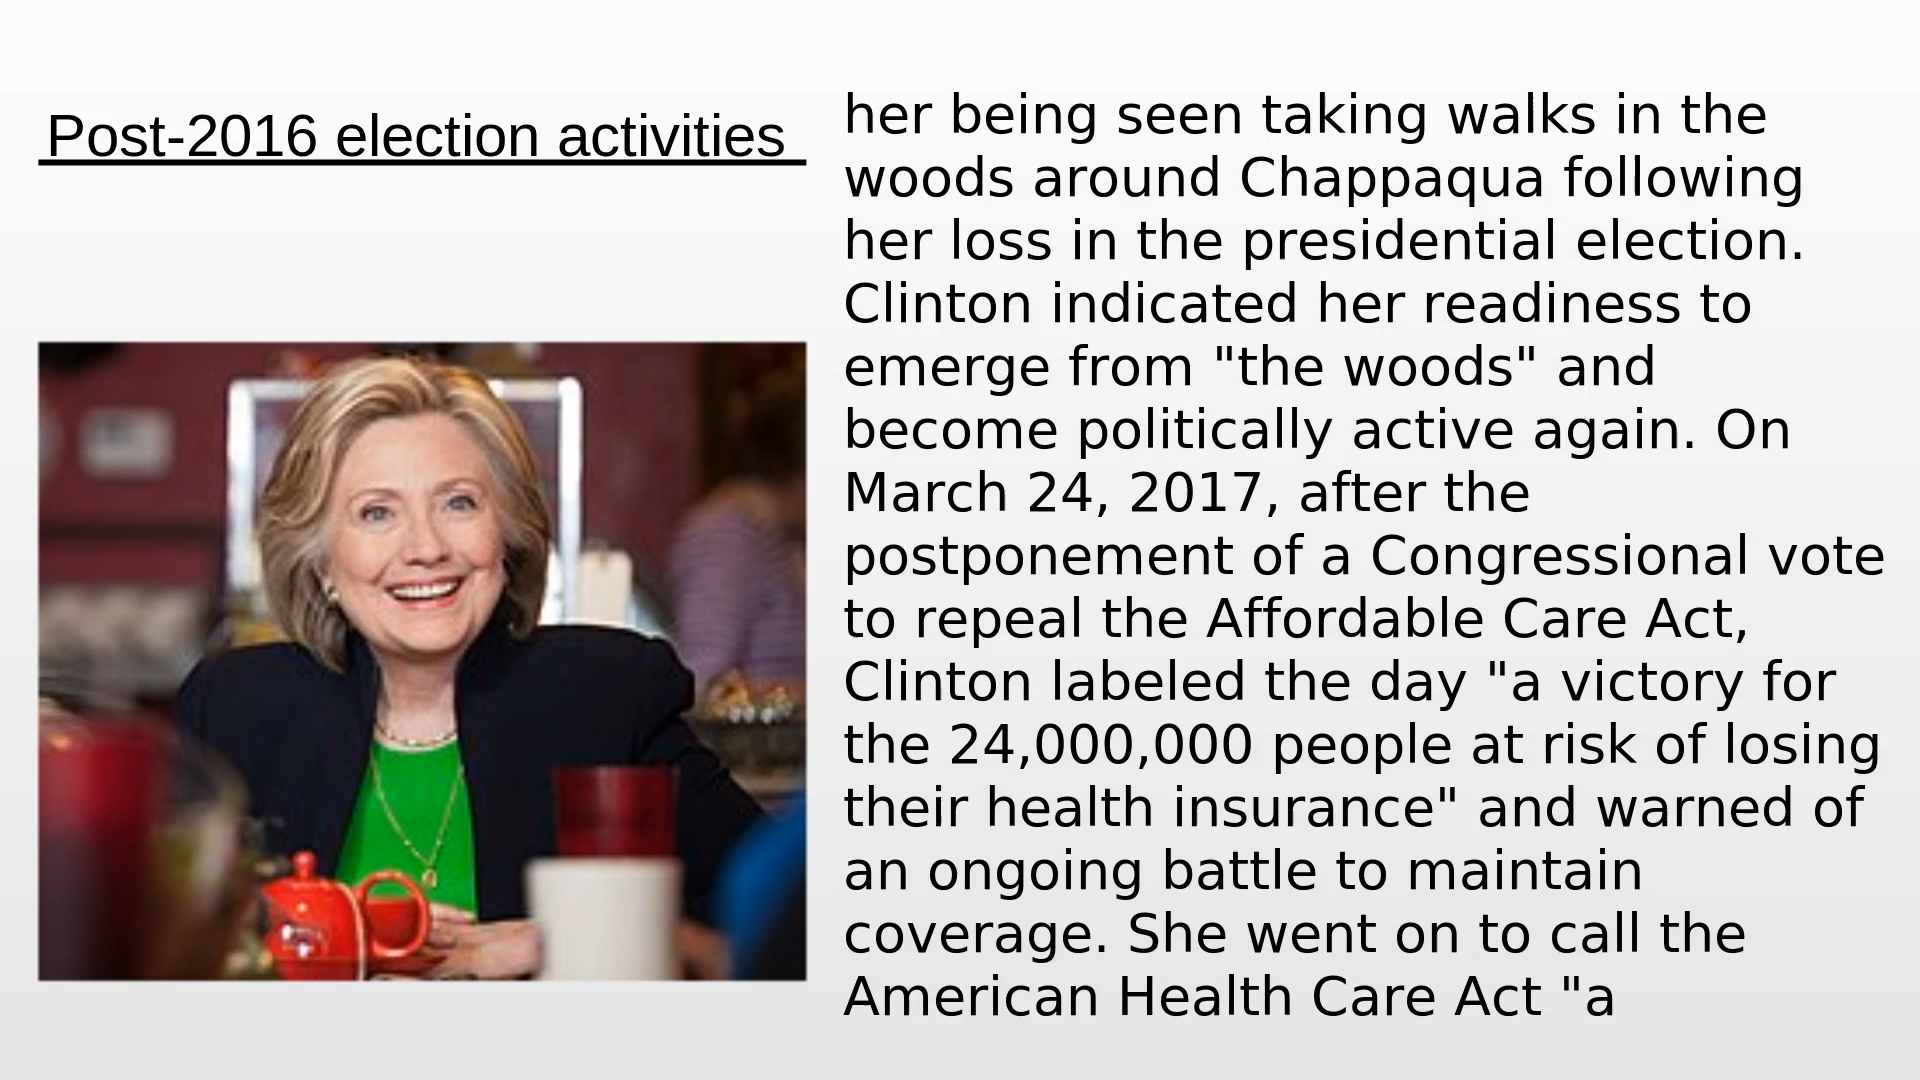 Post-2016 election activities
her being seen taking walks in the
woods around Chappaqua following
her loss in the presidential election.
Clinton indicated her readiness to
emerge from "the woods" and
become politically active again. On
March 24, 2017, after the
postponement of a Congressional vote
to repeal the Affordable Care Act,
Clinton labeled the day "a victory for
the 24,000,000 people at risk of losing
their health insurance" and warned of
an ongoing battle to maintain
coverage. She went on to call the
American Health Care Act "a